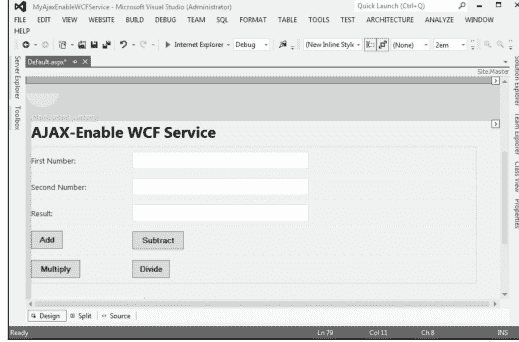 MyAjaxEnableWCFService - Microsoft Visual Studio (Administrator)
Quick Launch (Ctrl+Q)
FILE EDIT VIEW WEBSITE BUILD DEBUG TEAM SQL FORMAT TABLE TOOLS TEST ARCHITECTURE ANALYZE WINDOW
HELP
Internet Explorer Debug (New Inline Style (None) 2em
Default.aspx*
Site.Master
Server Explorer
Toolbox
Solution Explorer
Team Explorer
Class View
Properties
AJAX-Enable WCF Service
First Number:
Second Number:
Result:
Add Subtract
Multiply Divide
Design Split Source
Ready Ln 79 Col 11 Ch 8 INS